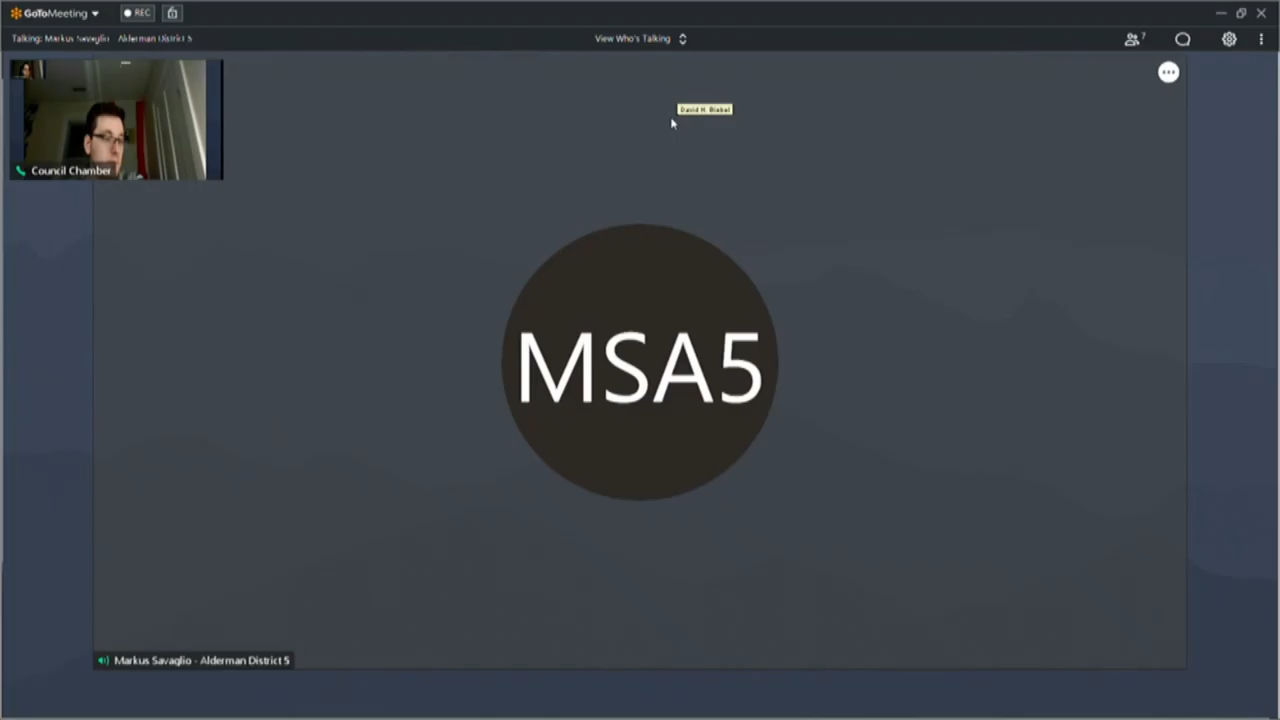 GoToMeeting
REC
Talking: Markus Savaglio - Alderman District 5
View Who's Talking
7
David H. Biebel
Council Chamber
MSA5
Markus Savaglio - Alderman District 5